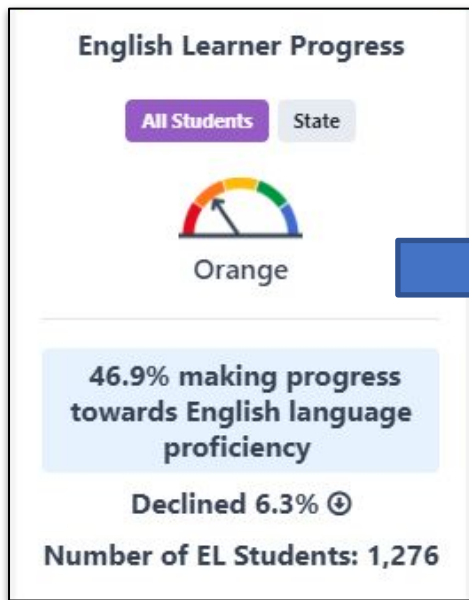 English Learner Progress
All Students State
Orange
46.9% making progress
towards English language
proficiency
Declined 6.3%
Number of EL Students: 1,276